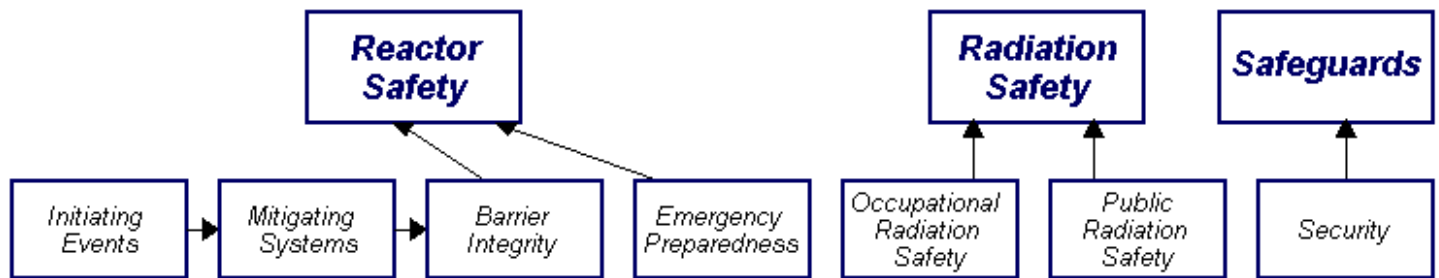 Reactor
Safety
Radiation
Safety
Safeguards
Initiating
Events
Mitigating
Systems
Barrier
Integrity
Emergency
Preparedness
Occupational
Radiation
Safety
Public
Radiation
Safety
Security